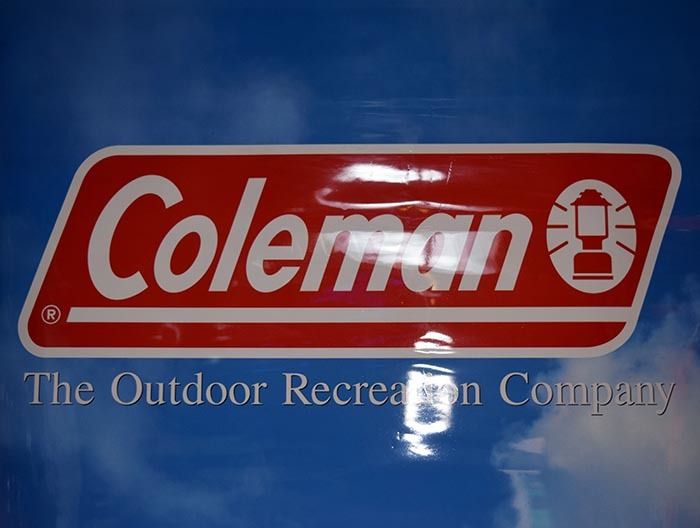 Coleman
®
The Outdoor Recreation Company